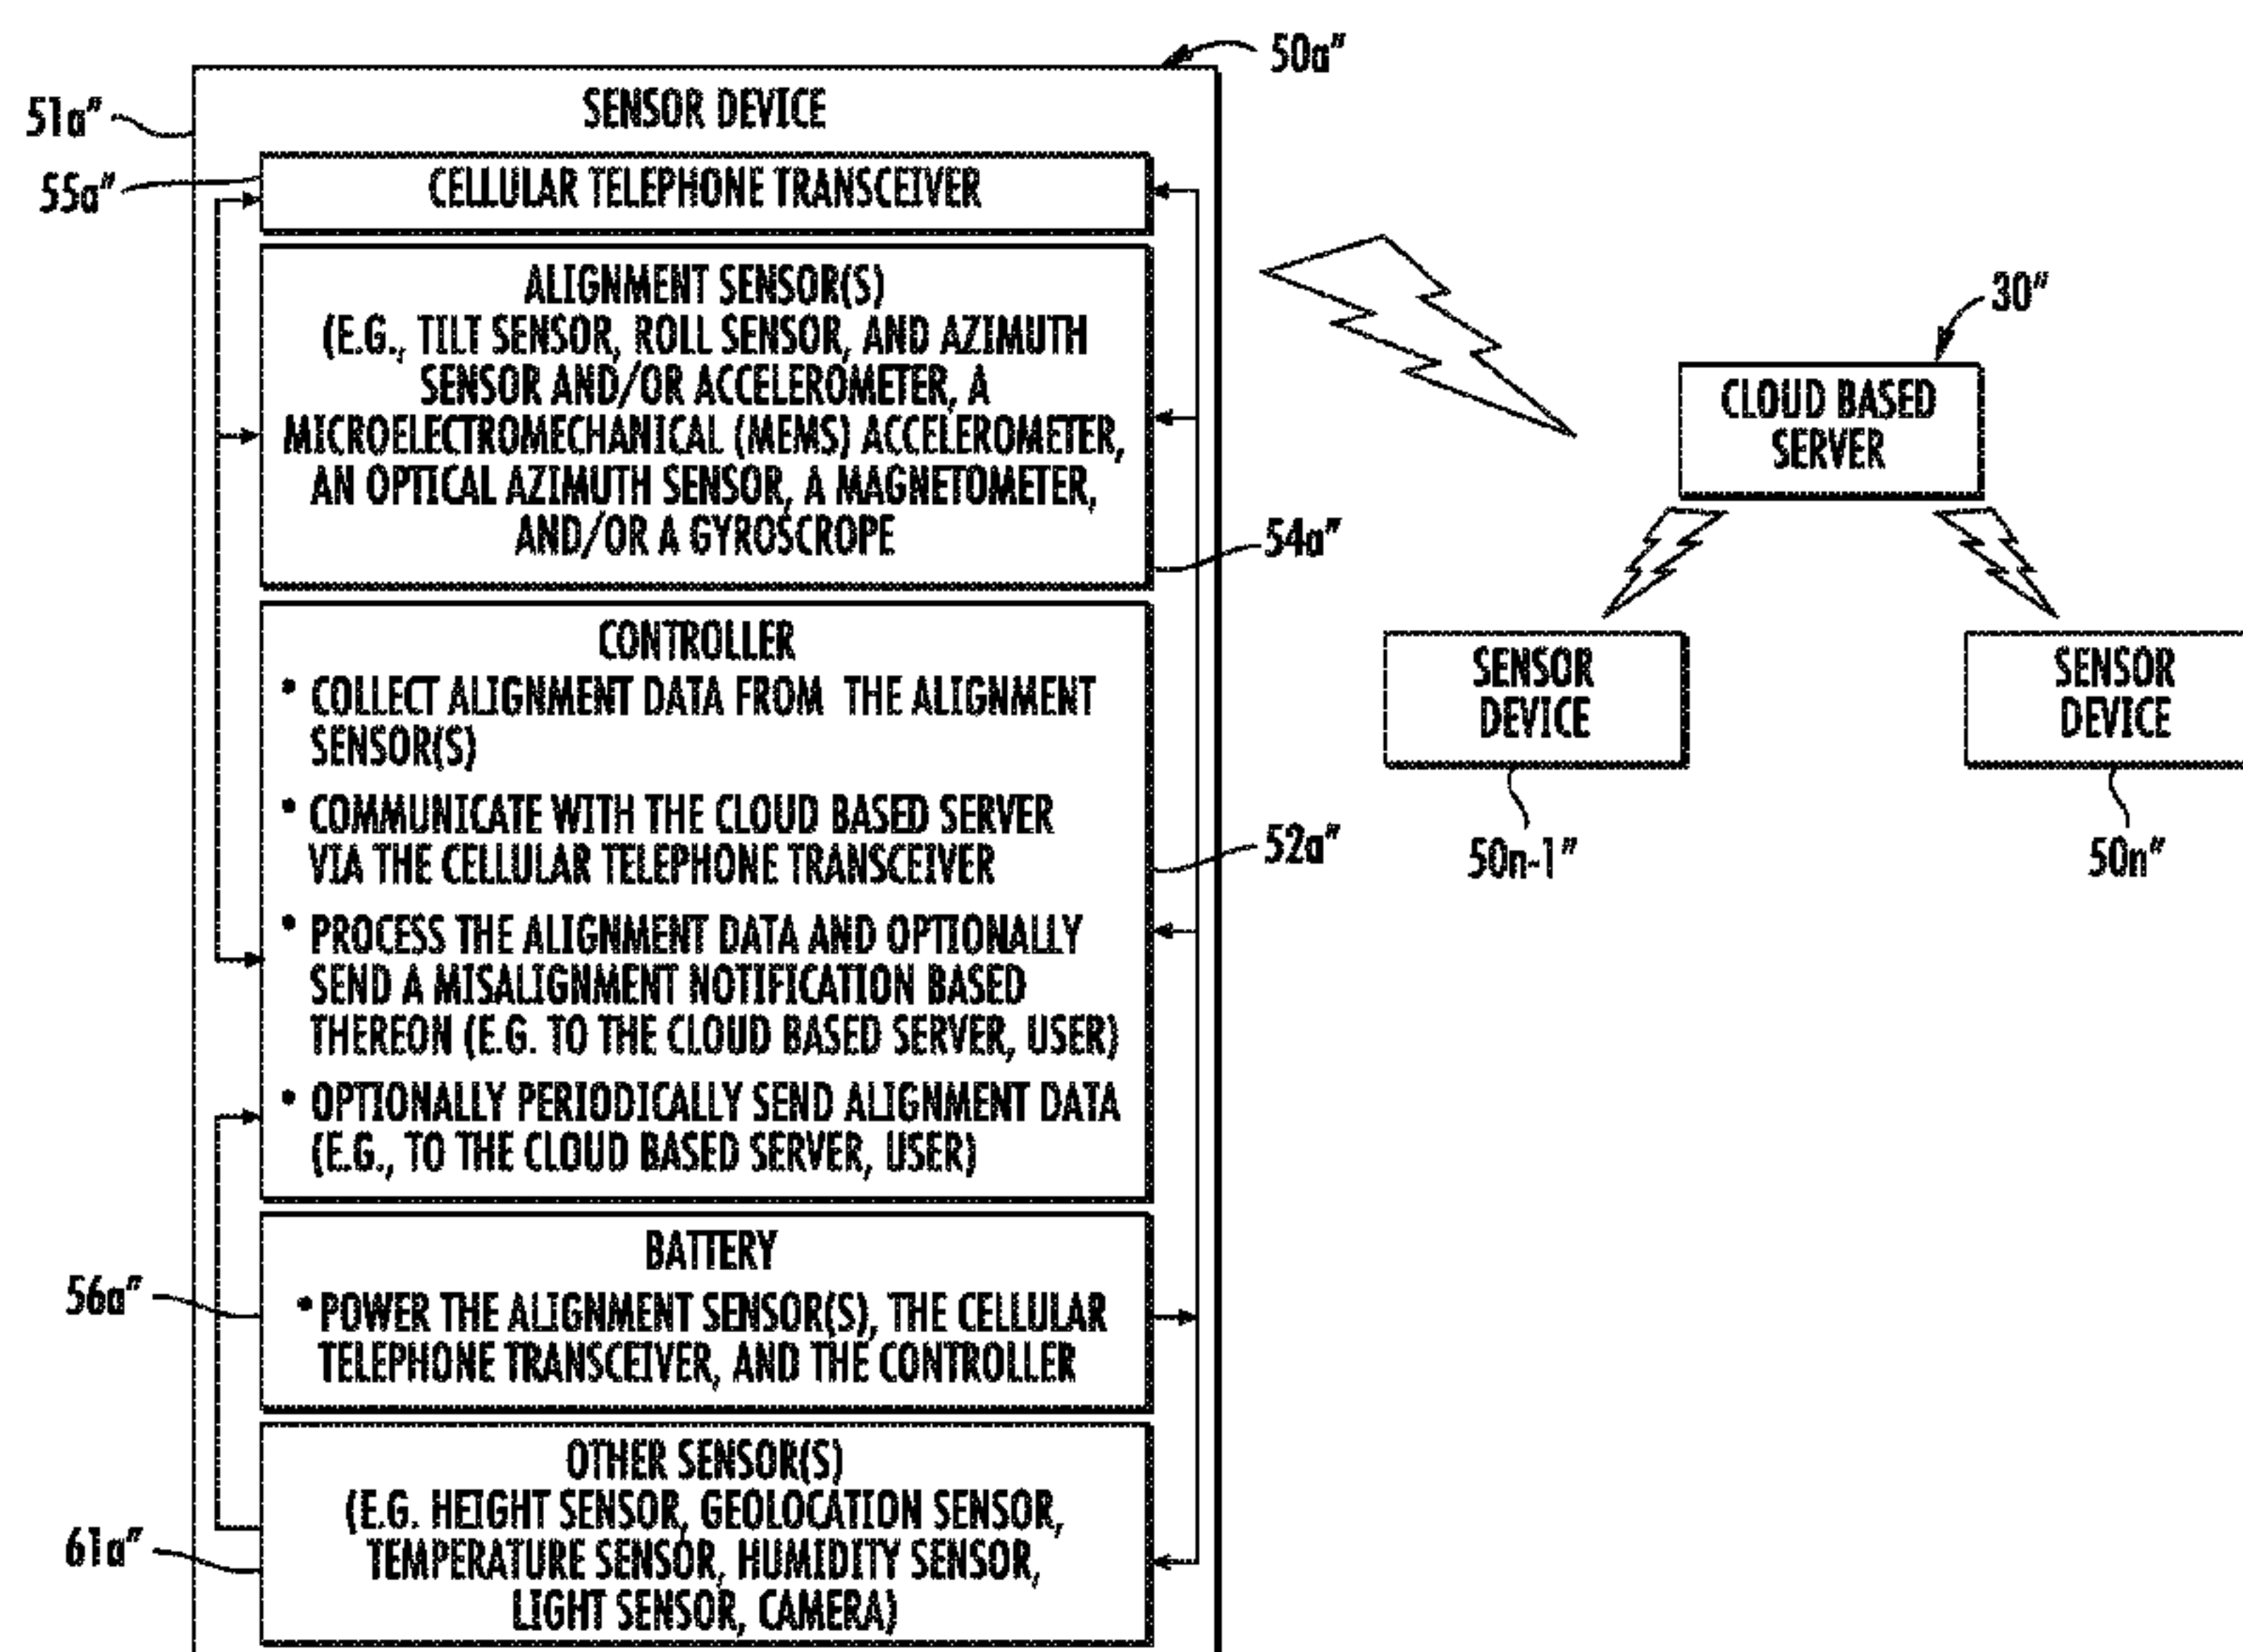 50a"
51a"
SENSOR DEVICE
55a"
CELLULAR TELEPHONE TRANSCEIVER
ALIGNMENT SENSOR(S)
(E.G., TILT SENSOR, ROLL SENSOR, AND AZIMUTH
SENSOR AND/OR ACCELEROMETER, A
MICROELECTROMECHANICAL (MEMS) ACCELEROMETER,
AN OPTICAL AZIMUTH SENSOR, A MAGNETOMETER,
AND/OR A GYROSCROPE
54a"
CONTROLLER
• COLLECT ALIGNMENT DATA FROM THE ALIGNMENT
SENSOR(S)
• COMMUNICATE WITH THE CLOUD BASED SERVER
VIA THE CELLULAR TELEPHONE TRANSCEIVER
52a"
• PROCESS THE ALIGNMENT DATA AND OPTIONALLY
SEND A MISALIGNMENT NOTIFICATION BASED
THEREON (E.G. TO THE CLOUD BASED SERVER, USER)
• OPTIONALLY PERIODICALLY SEND ALIGNMENT DATA
(E.G., TO THE CLOUD BASED SERVER, USER)
BATTERY
56a"
• POWER THE ALIGNMENT SENSOR(S), THE CELLULAR
TELEPHONE TRANSCEIVER, AND THE CONTROLLER
OTHER SENSOR(S)
(E.G. HEIGHT SENSOR, GEOLOCATION SENSOR,
TEMPERATURE SENSOR, HUMIDITY SENSOR,
LIGHT SENSOR, CAMERA)
61a"
30"
CLOUD BASED
SERVER
SENSOR
DEVICE
50n-1"
SENSOR
DEVICE
50n"